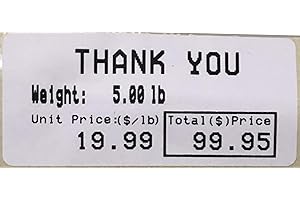 THANK YOU
Weight: 5.00 lb
Unit Price:($/lb) Total($)Price
19.99 99.95